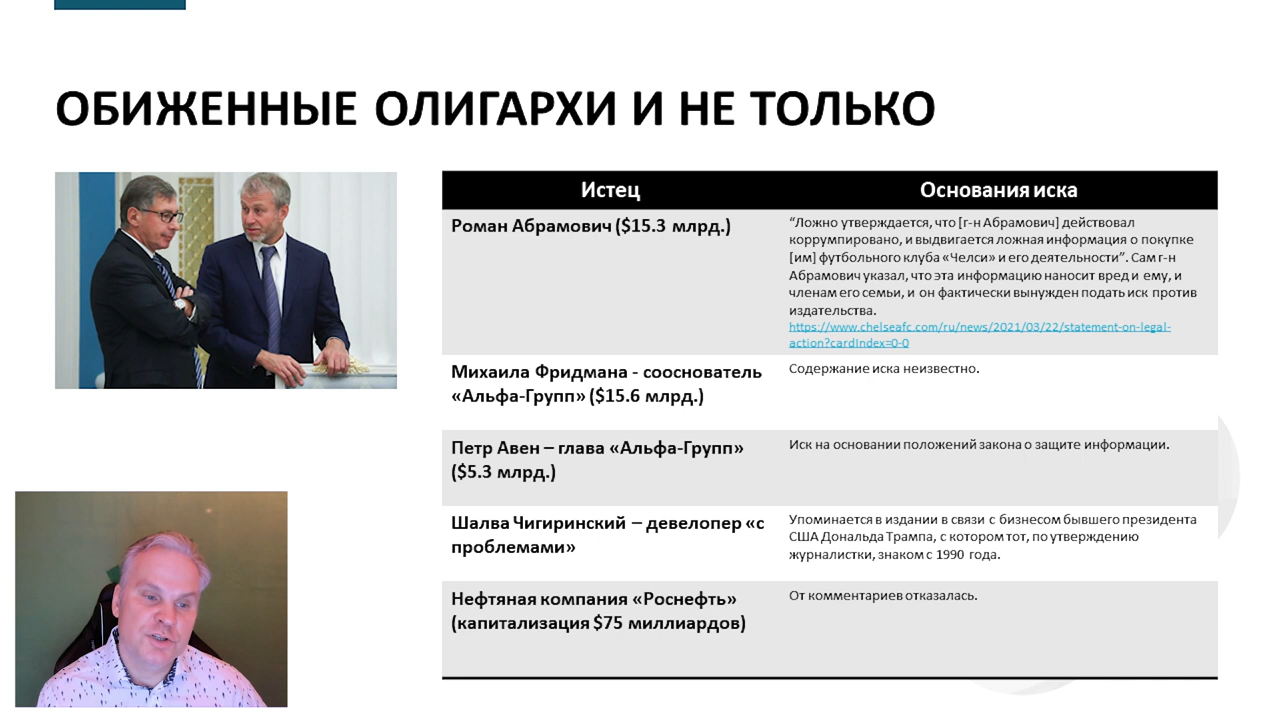 ОБИЖЕННЫЕ ОЛИГАРХИ И НЕ ТОЛЬКО
Истец
Основания иска
Роман Абрамович ($15.3 млрд.)
“Ложно утверждается, что [г-н Абрамович] действовал
коррумпировано, и выдвигается ложная информация о покупке
[им] футбольного клуба «Челси» и его деятельности”. Сам г-н
Абрамович указал, что эта информацию наносит вред и ему, и
членам его семьи, и он фактически вынужден подать иск против
издательства.
https://www.chelseafc.com/ru/news/2021/03/22/statement-on-legal-
action?cardIndex=0-0
Михаила Фридмана - сооснователь
«Альфа-Групп» ($15.6 млрд.)
Содержание иска неизвестно.
Петр Авен – глава «Альфа-Групп»
($5.3 млрд.)
Иск на основании положений закона о защите информации.
Шалва Чигиринский – девелопер «с
проблемами»
Упоминается в издании в связи с бизнесом бывшего президента
США Дональда Трампа, с котором тот, по утверждению
журналистки, знаком с 1990 года.
Нефтяная компания «Роснефть»
(капитализация $75 миллиардов)
От комментариев отказалась.